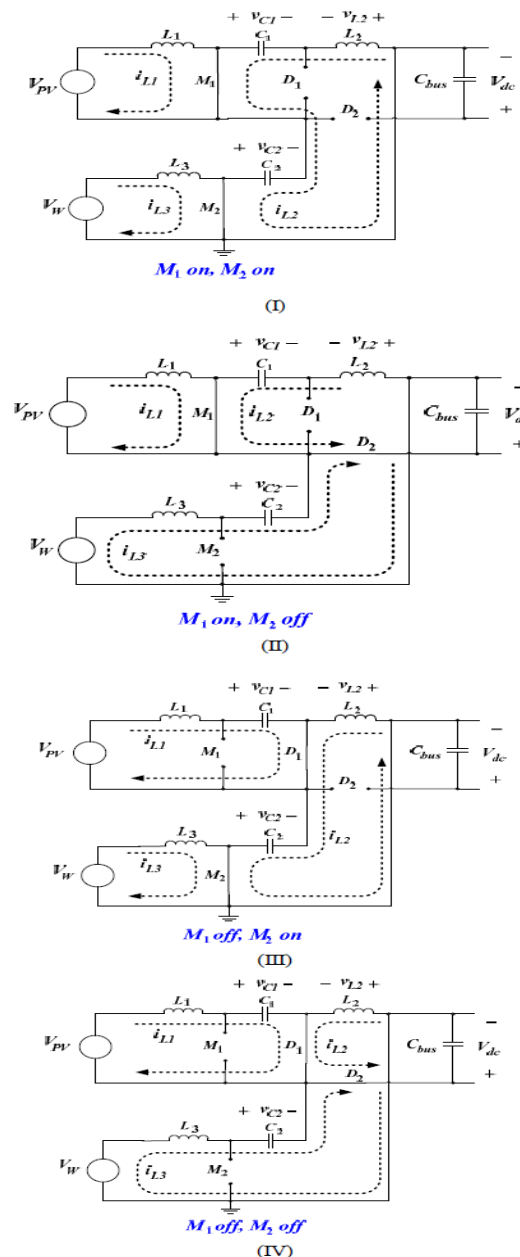 + vC1 − − vL2 +
L1 C1 L2
VPV iL1 M1 D1 Cbus − Vdc +
D2
+ vC2 −
L3 C2
VW iL3 M2 iL2
M1 on, M2 on
(I)
+ vC1 − − vL2 +
L1 C1 L2
VPV iL1 M1 iL2 D1 Cbus −
D2 +
+ vC2 −
L3 C2
VW iL3 M2
M1 on, M2 off
(II)
+ vC1 − − vL2 +
L1 C1 L2
VPV iL1 M1 D1 Cbus − Vdc +
D2
+ vC2 −
L3 C2 iL2
VW iL3 M2
M1 off, M2 on
(III)
+ vC1 − − vL2 +
L1 C1 L2
VPV iL1 M1 D1 iL2 Cbus − Vdc +
D2
+ vC2 −
L3 C2
VW iL3 M2
M1 off, M2 off
(IV)